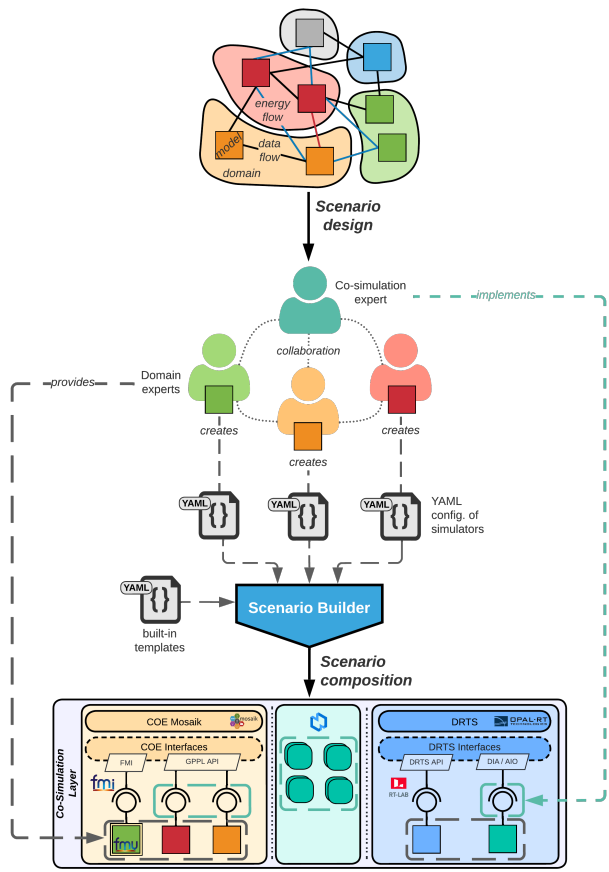 energy
flow
model
data
flow
domain
Scenario
design
Co-simulation
expert
implements
collaboration
Domain
experts
provides
creates
creates
creates
YAML
YAML
YAML
YAML
config. of
simulators
YAML
Scenario Builder
built-in
templates
Scenario
composition
Co-Simulation
Layer
COE Mosaik
mosaik
COE Interfaces
FMI
GPPL API
fmi
fmu
DRTS
OPAL-RT
TECHNOLOGIES
DRTS Interfaces
DRTS API
DIA / AIO
RT-LAB